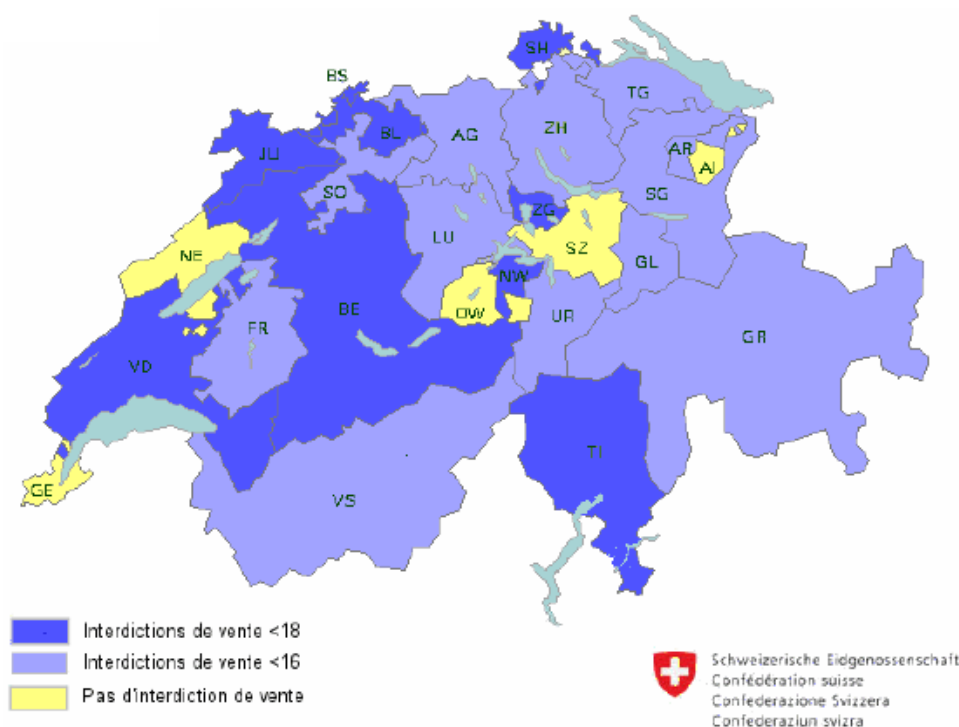 SH
BS
TG
BL
AG
ZH
JU
AR
AI
SO
SG
ZG
LU
SZ
NE
GL
NW
BE
OW
UR
FR
GR
VD
TI
GE
VS
Interdictions de vente <18
Interdictions de vente <16
Pas d'interdiction de vente
Schweizerische Eidgenossenschaft
Confédération suisse
Confederazione Svizzera
Confederaziun svizra